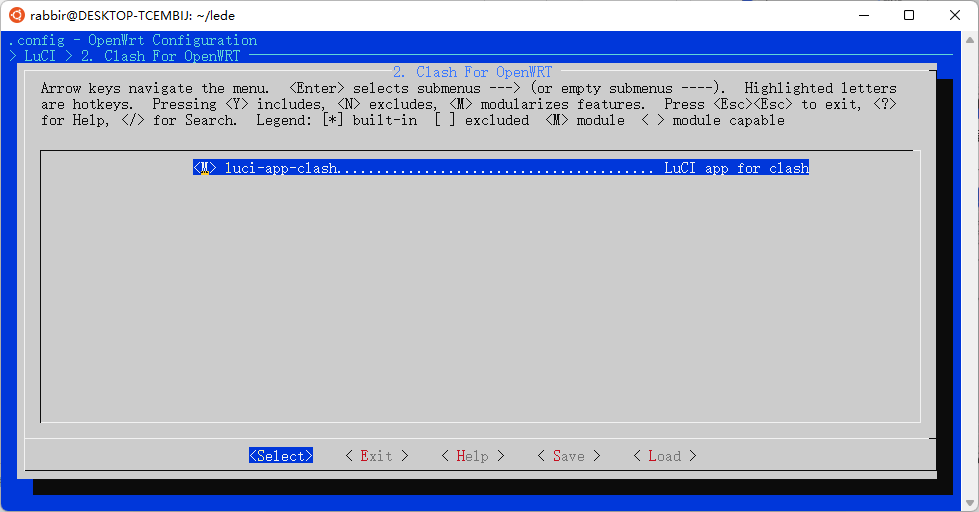 rabbir@DESKTOP-TCEMBIJ: ~/lede
.config - OpenWrt Configuration
> LuCI > 2. Clash For OpenWRT
2. Clash For OpenWRT
Arrow keys navigate the menu.  <Enter> selects submenus ---> (or empty submenus ----).  Highlighted letters
are hotkeys.  Pressing <Y> includes, <N> excludes, <M> modularizes features.  Press <Esc><Esc> to exit, <?>
for Help, </> for Search.  Legend: [*] built-in  [ ] excluded  <M> module  < > module capable
<M> luci-app-clash........................................ LuCI app for clash
<Select>    < Exit >    < Help >    < Save >    < Load >